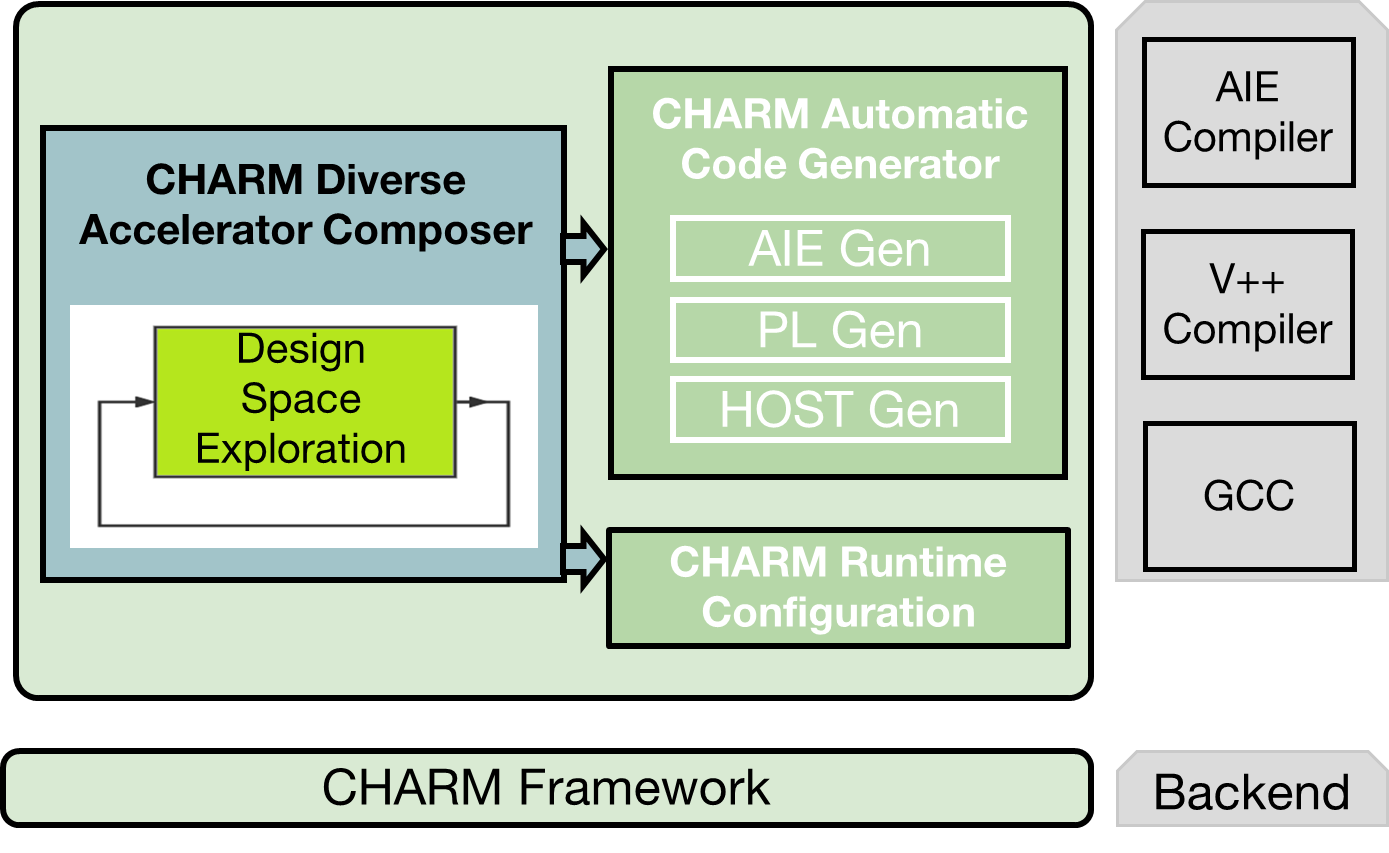 CHARM Diverse
Accelerator Composer
Design
Space
Exploration
CHARM Automatic
Code Generator
AIE Gen
PL Gen
HOST Gen
CHARM Runtime
Configuration
AIE
Compiler
V++
Compiler
GCC
CHARM Framework
Backend